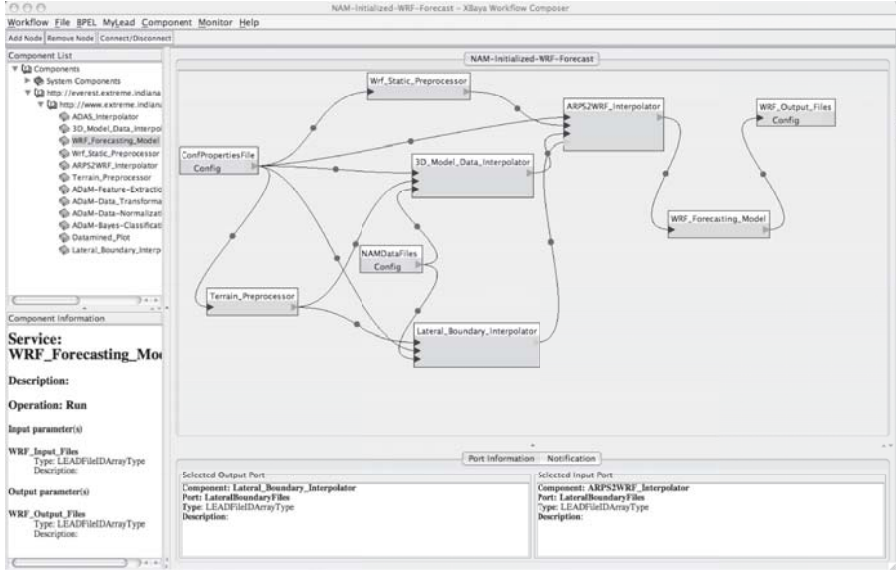 NAM-Initialized-WRF-Forecast – XBaya Workflow Composer
Workflow File BPEL MyLead Component Monitor Help
Add Node Remove Node Connect/Disconnect
Component List
Components
System Components
http://everest.extreme.indiana
http://www.extreme.indiana
ADAS_Interpolator
3D_Model_Data_Interpol
WRF_Forecasting_Model
Wrf_Static_Preprocessor
ARPS2WRF_Interpolator
Terrain_Preprocessor
ADaM-Feature-Extractio
ADaM-Data_Transforma
ADaM-Data-Normalizat
ADaM-Bayes-Classificati
Datamined_Plot
Lateral_Boundary_Interp
Component Information
Service:
WRF_Forecasting_Mo
Description:
Operation: Run
Input parameter(s)
WRF_Input_Files
Type: LEADFileIDArrayType
Description:
Output parameter(s)
WRF_Output_Files
Type: LEADFileIDArrayType
Description:
NAM-Initialized-WRF-Forecast
Wrf_Static_Preprocessor
ARPS2WRF_Interpolator
WRF_Output_Files
Config
ConfPropertiesFile
Config
3D_Model_Data_Interpolator
WRF_Forecasting_Model
NAMDataFiles
Config
Terrain_Preprocessor
Lateral_Boundary_Interpolator
Port Information Notification
Selected Output Port
Component: Lateral_Boundary_Interpolator
Port: LateralBoundaryFiles
Type: LEADFileIDArrayType
Description:
Selected Input Port
Component: ARPS2WRF_Interpolator
Port: LateralBoundaryFiles
Type: LEADFileIDArrayType
Description: